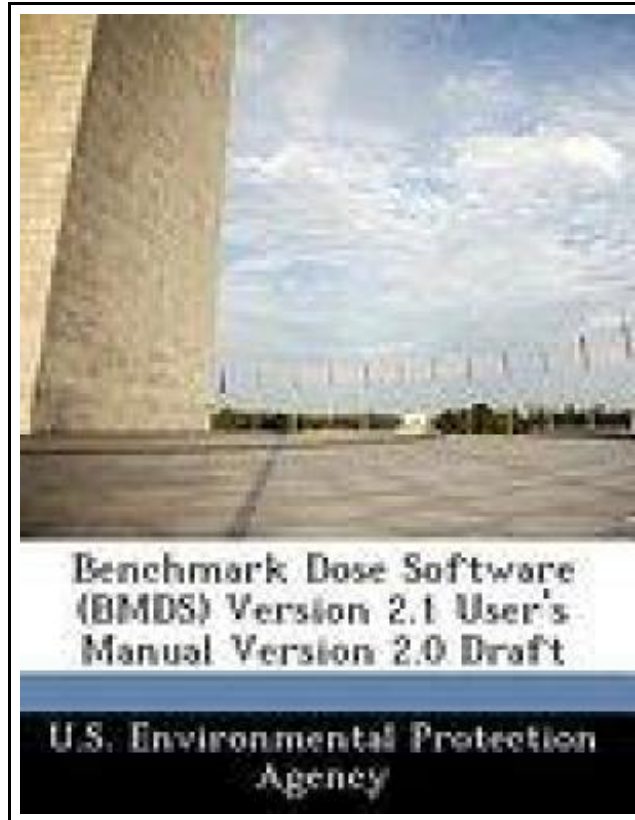 Benchmark Dose Software
(BMDS) Version 2.1 User's
Manual Version 2.0 Draft
U.S. Environmental Protection
Agency